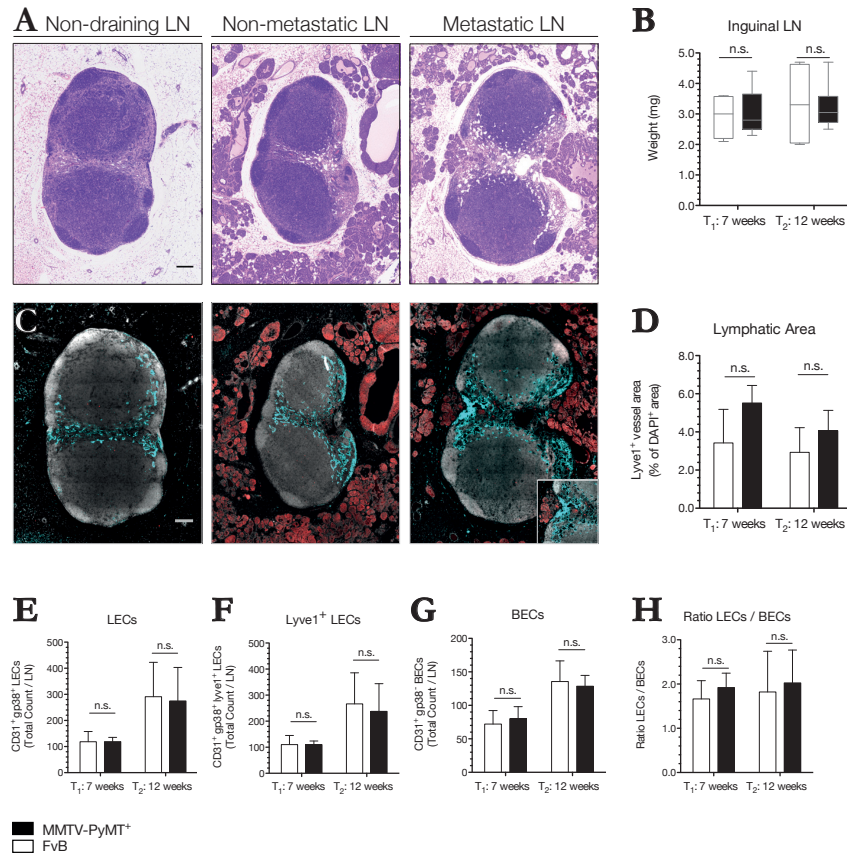 A Non-draining LN
Non-metastatic LN
Metastatic LN
B Inguinal LN
Weight (mg)
5.0
4.0
3.0
2.0
1.0
0.0
n.s.
n.s.
T1: 7 weeks
T2: 12 weeks
C
D Lymphatic Area
Lyve1⁺ vessel area
(% of DAPI⁺ area)
8.0
6.0
4.0
2.0
0.0
n.s.
n.s.
T1: 7 weeks
T2: 12 weeks
E LECs
CD31⁺ gp38⁺ LECs
(Total Count / LN)
500
400
300
200
100
0
n.s.
n.s.
T1: 7 weeks
T2: 12 weeks
F Lyve1⁺ LECs
CD31⁺ gp38⁺ lyve1⁺ LECs
(Total Count / LN)
500
400
300
200
100
0
n.s.
n.s.
T1: 7 weeks
T2: 12 weeks
G BECs
CD31⁺ gp38⁻ BECs
(Total Count / LN)
200
150
100
50
0
n.s.
n.s.
T1: 7 weeks
T2: 12 weeks
H Ratio LECs / BECs
Ratio LECs / BECs
3.0
2.0
1.0
0.0
n.s.
n.s.
T1: 7 weeks
T2: 12 weeks
MMTV-PyMT⁺
FvB